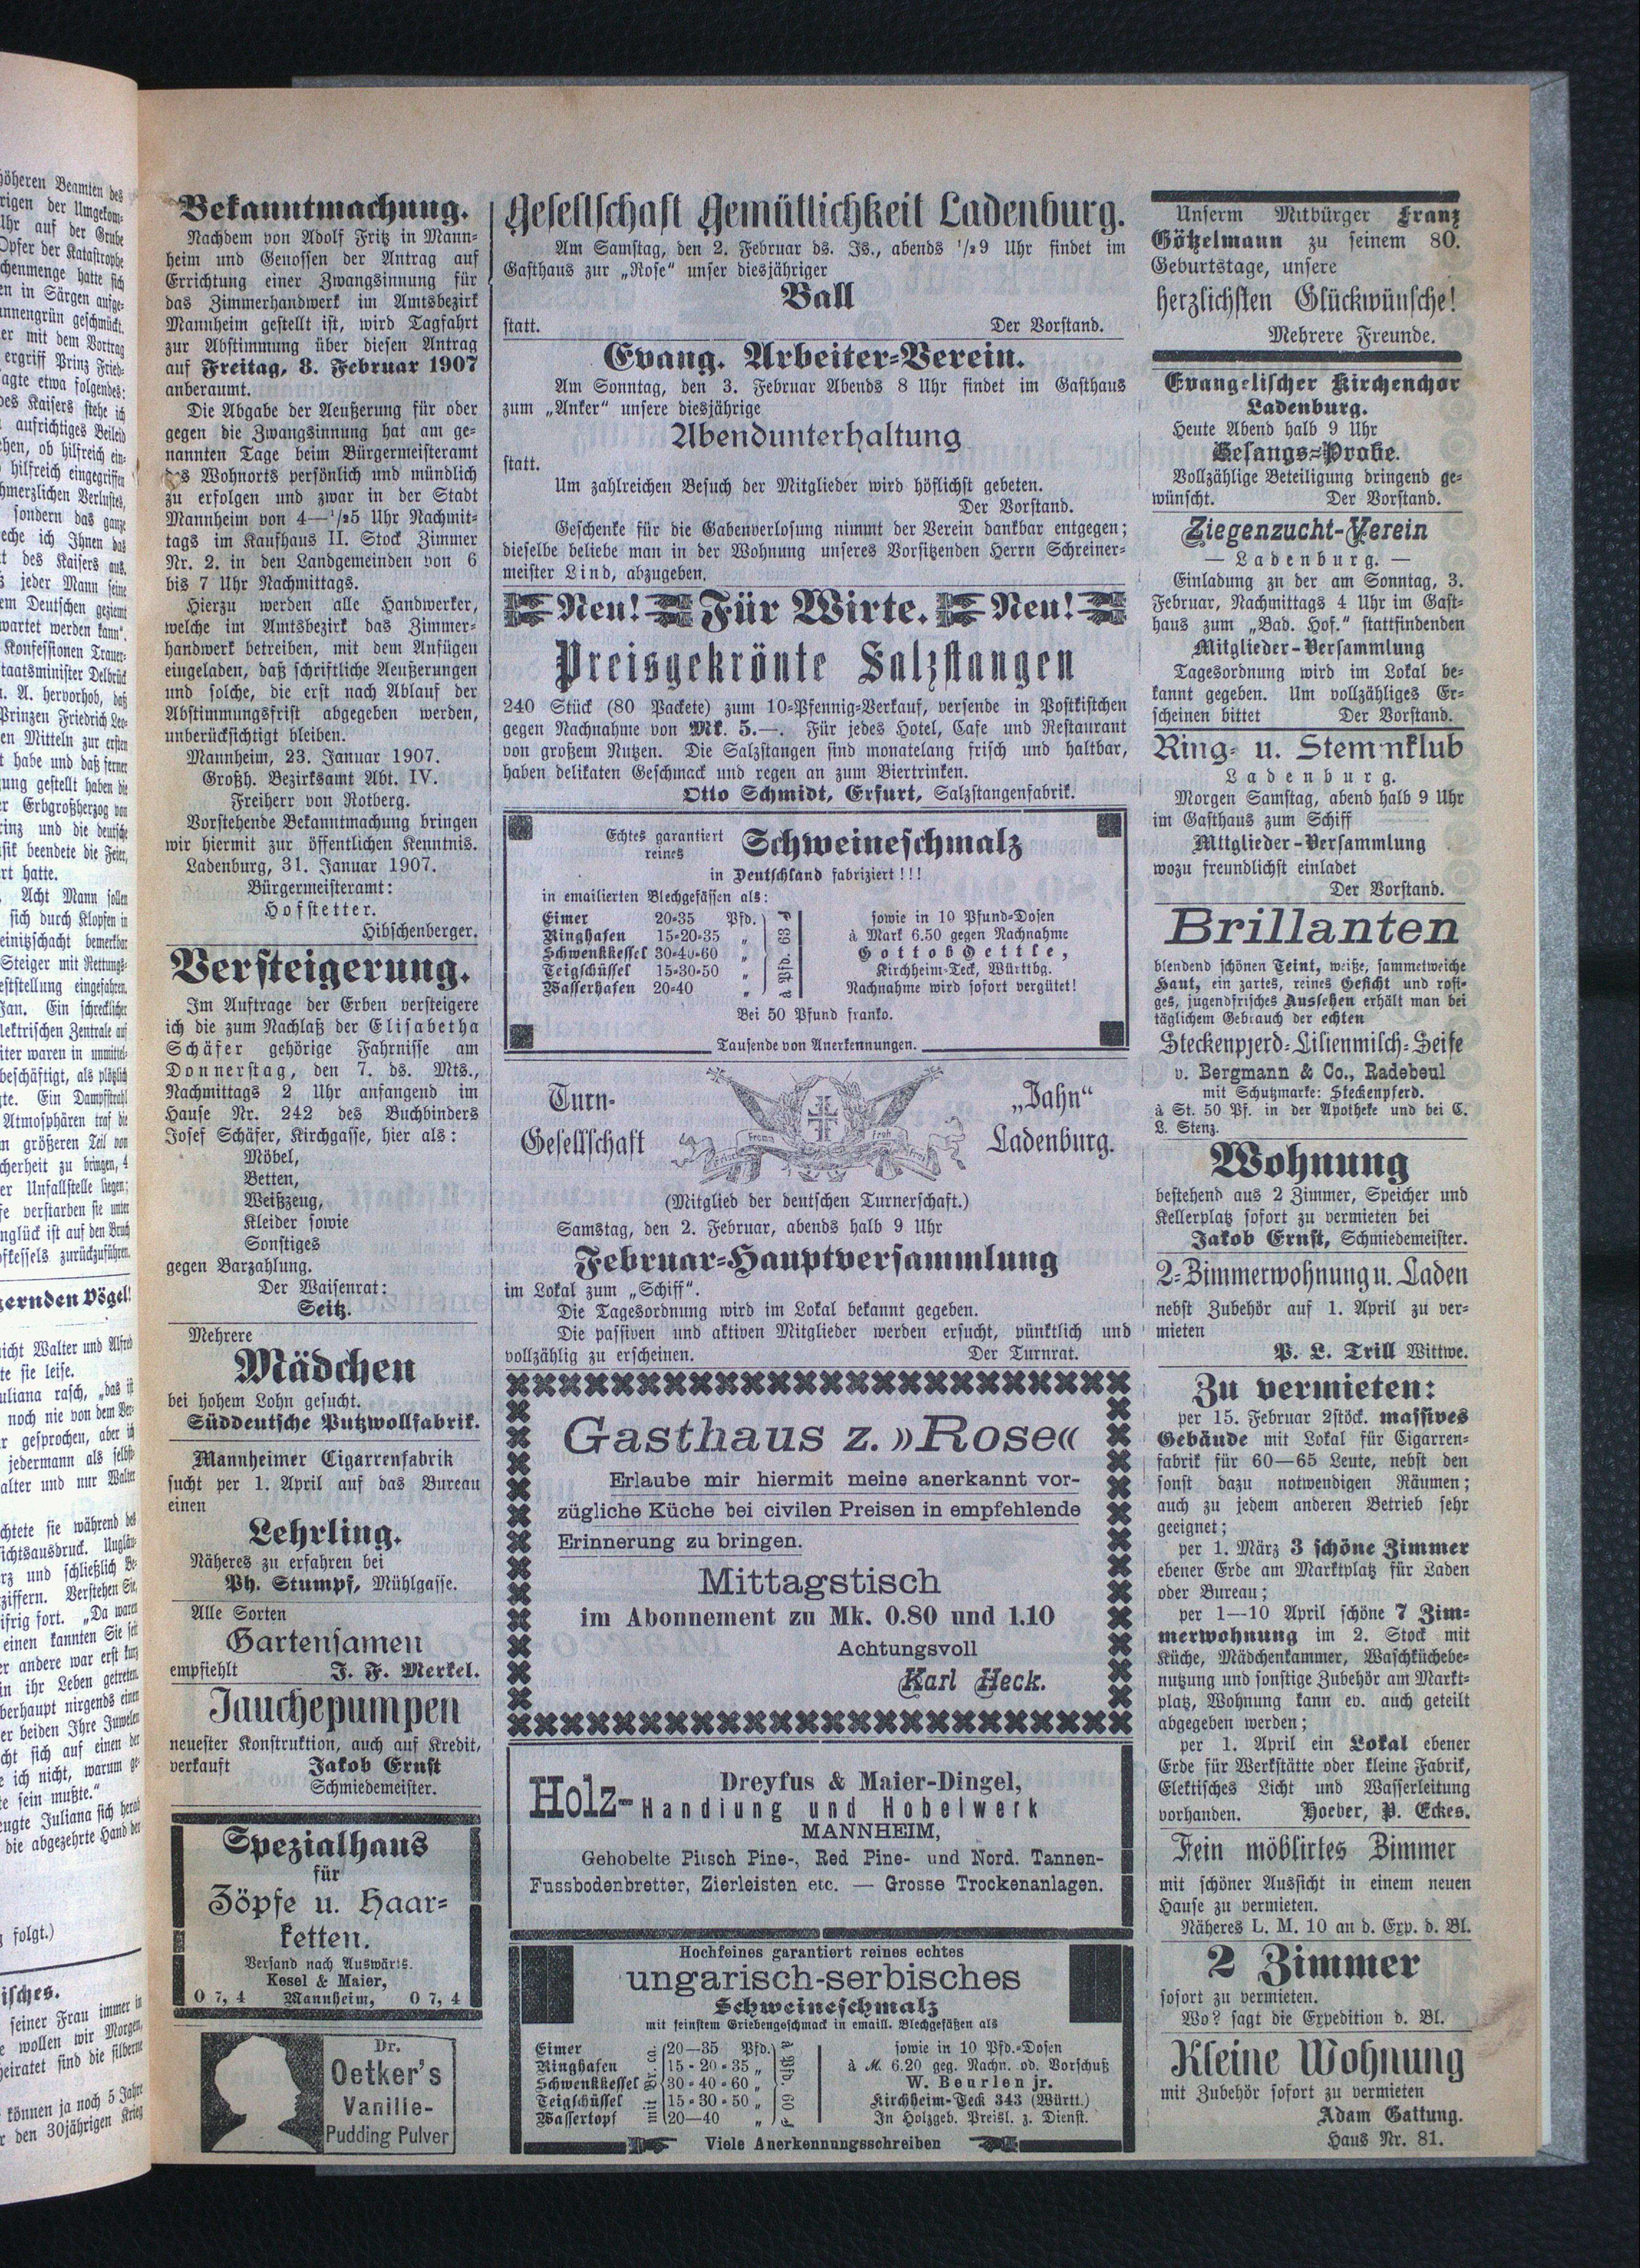 Bekanntmachung.
Nachdem von Adolf Fritz in Mann-
heim und Genossen der Antrag auf
Errichtung einer Zwangsinnung für
das Zimmerhandwerk im Amtsbezirk
Mannheim gestellt ist, wird Tagfahrt
zur Abstimmung über diesen Antrag
auf Freitag, 8. Februar 1907
anberaumt.
Die Abgabe der Aeußerung für oder
gegen die Zwangsinnung hat am ge-
nannten Tage beim Bürgermeisteramt
des Wohnorts persönlich und mündlich
zu erfolgen und zwar in der Stadt
Mannheim von 4—½5 Uhr Nachmit-
tags im Kaufhaus II. Stock Zimmer
Nr. 2. in den Landgemeinden von 6
bis 7 Uhr Nachmittags.
Hierzu werden alle Handwerker,
welche im Amtsbezirk das Zimmer-
handwerk betreiben, mit dem Anfügen
eingeladen, daß schriftliche Aeußerungen
und solche, die erst nach Ablauf der
Abstimmungsfrist abgegeben werden,
unberücksichtigt bleiben.
Mannheim, 23. Januar 1907.
Großh. Bezirksamt Abt. IV.
Freiherr von Rotberg.
Vorstehende Bekanntmachung bringen
wir hiermit zur öffentlichen Kenntnis.
Ladenburg, 31. Januar 1907.
Bürgermeisteramt:
Hofstetter.
Hibschenberger.
Versteigerung.
Im Auftrage der Erben versteigere
ich die zum Nachlaß der Elisabetha
Schäfer gehörige Fahrnisse am
Donnerstag, den 7. ds. Mts.,
Nachmittags 2 Uhr anfangend im
Hause Nr. 242 des Buchbinders
Josef Schäfer, Kirchgasse, hier als:
Möbel,
Betten,
Weißzeug,
Kleider sowie
Sonstiges
gegen Barzahlung.
Der Waisenrat:
Seitz.
Mehrere
Mädchen
bei hohem Lohn gesucht.
Süddeutsche Putzwollfabrik.
Mannheimer Cigarrenfabrik
sucht per 1. April auf das Bureau
einen
Lehrling.
Näheres zu erfahren bei
Ph. Stumpf, Mühlgasse.
Alle Sorten
Gartensamen
empfiehlt J. F. Merkel.
Jauchepumpen
neuester Konstruktion, auch auf Kredit,
verkauft Jakob Ernst
Schmiedemeister.
Spezialhaus
für
Zöpfe u. Haar-
ketten.
Versand nach Auswärts.
Kesel & Maier,
O 7, 4 Mannheim, O 7, 4
Dr.
Oetker's
Vanille-
Pudding Pulver
Gesellschaft Gemütlichkeit Ladenburg.
Am Samstag, den 2. Februar ds. Js., abends ½9 Uhr findet im
Gasthaus zur „Rose“ unser diesjähriger
Ball
statt. Der Vorstand.
Evang. Arbeiter-Verein.
Am Sonntag, den 3. Februar Abends 8 Uhr findet im Gasthaus
zum „Anker“ unsere diesjährige
Abendunterhaltung
statt.
Um zahlreichen Besuch der Mitglieder wird höflichst gebeten.
Der Vorstand.
Geschenke für die Gabenverlosung nimmt der Verein dankbar entgegen;
dieselbe beliebe man in der Wohnung unseres Vorsitzenden Herrn Schreiner-
meister Lind, abzugeben.
Neu! Für Wirte. Neu!
Preisgekrönte Salzstangen
240 Stück (80 Packete) zum 10-Pfennig-Verkauf, versende in Postkistchen
gegen Nachnahme von Mk. 5.—. Für jedes Hotel, Cafe und Restaurant
von großem Nutzen. Die Salzstangen sind monatelang frisch und haltbar,
haben delikaten Geschmack und regen an zum Biertrinken.
Otto Schmidt, Erfurt, Salzstangenfabrik.
Echtes garantiert reines Schweineschmalz
in Deutschland fabriziert!!!
in emailierten Blechgefässen als:
Eimer 20-35 Pfd.
Ringhafen 15-20-35 „
Schwenkkessel 30-40-60 „
Teigschüssel 15-30-50 „
Wasserhafen 20-40 „
à Pfd. 63 ₰
sowie in 10 Pfund-Dosen
à Mark 6.50 gegen Nachnahme
Gottob Oettle,
Kirchheim-Teck, Württbg.
Nachnahme wird sofort vergütet!
Bei 50 Pfund franko.
Tausende von Anerkennungen.
Turn- „Jahn“
Gesellschaft Ladenburg.
Fromm Froh
(Mitglied der deutschen Turnerschaft.)
Samstag, den 2. Februar, abends halb 9 Uhr
Februar-Hauptversammlung
im Lokal zum „Schiff“.
Die Tagesordnung wird im Lokal bekannt gegeben.
Die passiven und aktiven Mitglieder werden ersucht, pünktlich und
vollzählig zu erscheinen. Der Turnrat.
Gasthaus z. »Rose«
Erlaube mir hiermit meine anerkannt vor-
zügliche Küche bei civilen Preisen in empfehlende
Erinnerung zu bringen.
Mittagstisch
im Abonnement zu Mk. 0.80 und 1.10
Achtungsvoll
Karl Heck.
Dreyfus & Maier-Dingel,
Holz-Handlung und Hobelwerk
MANNHEIM,
Gehobelte Pitsch Pine-, Red Pine- und Nord. Tannen-
Fussbodenbretter, Zierleisten etc. — Grosse Trockenanlagen.
Hochfeines garantiert reines echtes
ungarisch-serbisches
Schweineschmalz
mit feinstem Griebengeschmack in emaill. Blechgefäßen als
Eimer 20—35 Pfd.
Ringhafen 15-20-35 „
Schwenkkessel 30-40-60 „
Teigschüssel 15-30-50 „
Wassertopf 20—40 „
sowie in 10 Pfd.-Dosen
à M. 6.20 geg. Nachn. od. Vorschuß
W. Beurlen jr.
Kirchheim-Teck 343 (Württ.)
In Holzgeb. Preisl. z. Dienst.
Viele Anerkennungsschreiben
Unserm Mitbürger Franz
Götzelmann zu seinem 80.
Geburtstage, unsere
herzlichsten Glückwünsche!
Mehrere Freunde.
Evangelischer Kirchenchor
Ladenburg.
Heute Abend halb 9 Uhr
Gesangs-Probe.
Vollzählige Beteiligung dringend ge-
wünscht. Der Vorstand.
Ziegenzucht-Verein
— Ladenburg. —
Einladung zu der am Sonntag, 3.
Februar, Nachmittags 4 Uhr im Gast-
haus zum „Bad. Hof.“ stattfindenden
Mitglieder-Versammlung
Tagesordnung wird im Lokal be-
kannt gegeben. Um vollzähliges Er-
scheinen bittet Der Vorstand.
Ring- u. Stemmklub
Ladenburg.
Morgen Samstag, abend halb 9 Uhr
im Gasthaus zum Schiff
Mttglieder-Versammlung
wozu freundlichst einladet
Der Vorstand.
Brillanten
blendend schönen Teint, weiße, sammetweiche
Haut, ein zartes, reines Gesicht und rosi-
ges, jugendfrisches Aussehen erhält man bei
täglichem Gebrauch der echten
Steckenpferd-Lilienmilch-Seife
v. Bergmann & Co., Radebeul
mit Schutzmarke: Steckenpferd.
à St. 50 Pf. in der Apotheke und bei C.
L. Stenz.
Wohnung
bestehend aus 2 Zimmer, Speicher und
Kellerplatz sofort zu vermieten bei
Jakob Ernst, Schmiedemeister.
2-Zimmerwohnung u. Laden
nebst Zubehör auf 1. April zu ver-
mieten
P. L. Trill Wittwe.
Zu vermieten:
per 15. Februar 2stöck. massives
Gebäude mit Lokal für Cigarren-
fabrik für 60—65 Leute, nebst den
sonst dazu notwendigen Räumen;
auch zu jedem anderen Betrieb sehr
geeignet;
per 1. März 3 schöne Zimmer
ebener Erde am Marktplatz für Laden
oder Bureau;
per 1—10 April schöne 7 Zim-
merwohnung im 2. Stock mit
Küche, Mädchenkammer, Waschküchebe-
nutzung und sonstige Zubehör am Markt-
platz, Wohnung kann ev. auch geteilt
abgegeben werden;
per 1. April ein Lokal ebener
Erde für Werkstätte oder kleine Fabrik,
Elektisches Licht und Wasserleitung
vorhanden. Hoeber, P. Eckes.
Fein möblirtes Zimmer
mit schöner Aussicht in einem neuen
Hause zu vermieten.
Näheres L. M. 10 an d. Exp. d. Bl.
2 Zimmer
sofort zu vermieten.
Wo? sagt die Expedition d. Bl.
Kleine Wohnung
mit Zubehör sofort zu vermieten
Adam Gattung.
Haus Nr. 81.